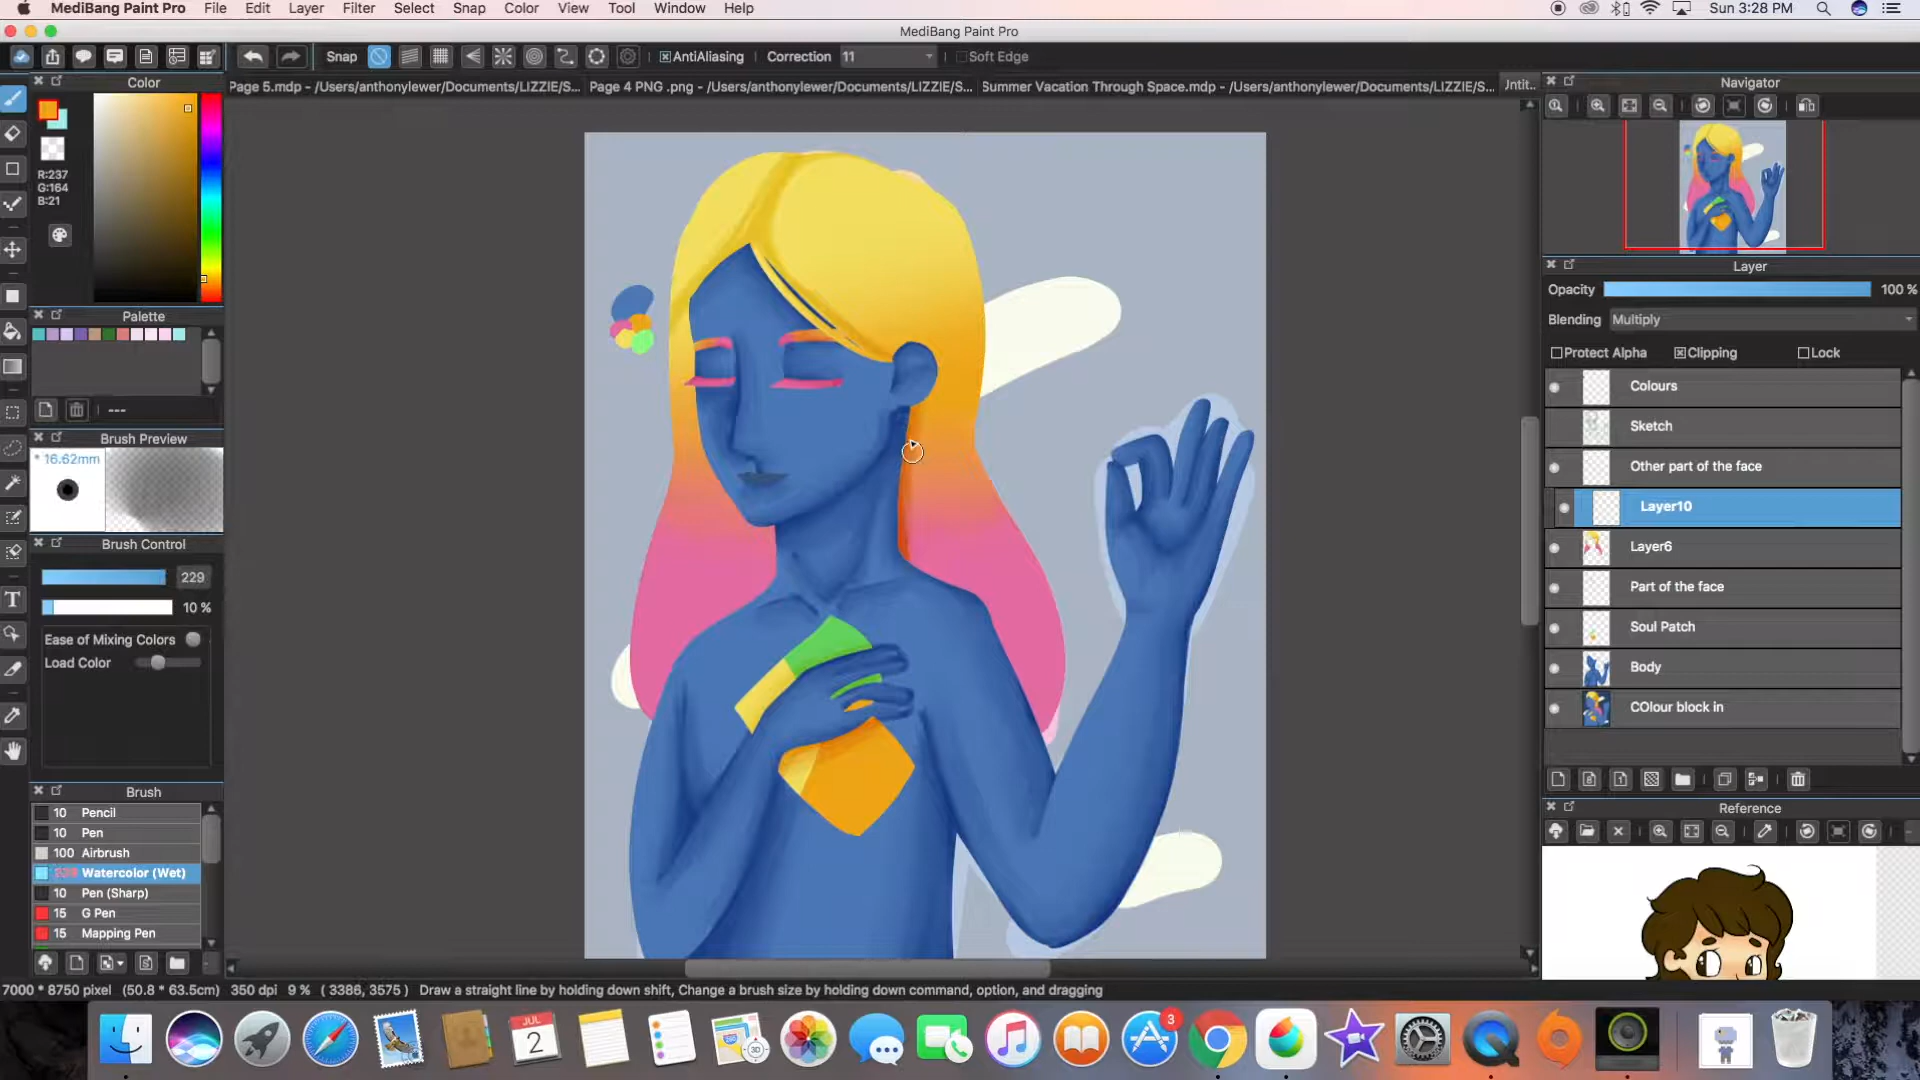 MediBang Paint Pro File Edit Layer Filter Select Snap Color View Tool Window Help Sun 3:28 PM
MediBang Paint Pro
Snap AntiAliasing Correction 11 Soft Edge
Color
Page 5.mdp - /Users/anthonylewer/Documents/LIZZIE/S... Page 4 PNG .png - /Users/anthonylewer/Documents/LIZZIE/S... Summer Vacation Through Space.mdp - /Users/anthonylewer/Documents/LIZZIE/S... Jntit..
Navigator
R:237
G:164
B:21
Layer
Opacity 100 %
Palette
Blending Multiply
Protect Alpha Clipping Lock
Colours
---
Sketch
Brush Preview
* 16.62mm
Other part of the face
Layer10
Brush Control
Layer6
229
Part of the face
10 %
Soul Patch
Ease of Mixing Colors
Load Color
Body
COlour block in
Brush
Reference
10 Pencil
10 Pen
100 Airbrush
229 Watercolor (Wet)
10 Pen (Sharp)
15 G Pen
15 Mapping Pen
7000 * 8750 pixel (50.8 * 63.5cm) 350 dpi 9 % ( 3386, 3575 ) Draw a straight line by holding down shift, Change a brush size by holding down command, option, and dragging
JUL
2
3D
3